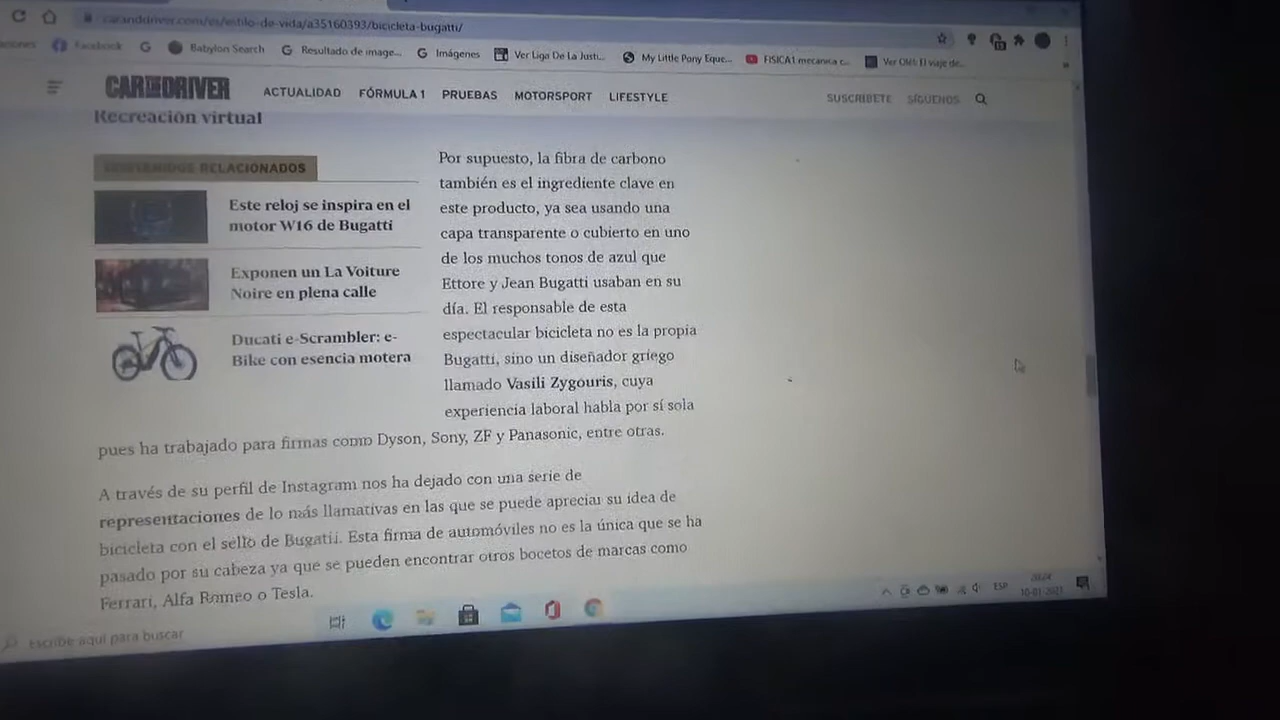 caranddriver.com/es/estilo-de-vida/a35160393/bicicleta-bugatti/
Facebook
Babylon Search
Resultado de image...
Imágenes
Ver Liga De La Justi...
My Little Pony Eque...
FISICA1 mecanica c...
CAR AND DRIVER
ACTUALIDAD
FÓRMULA 1
PRUEBAS
MOTORSPORT
LIFESTYLE
SUSCRÍBETE
SÍGUENOS
Recreación virtual
CONTENIDOS RELACIONADOS
Este reloj se inspira en el
motor W16 de Bugatti
Exponen un La Voiture
Noire en plena calle
Ducati e-Scrambler: e-
Bike con esencia motera
Por supuesto, la fibra de carbono
también es el ingrediente clave en
este producto, ya sea usando una
capa transparente o cubierto en uno
de los muchos tonos de azul que
Ettore y Jean Bugatti usaban en su
día. El responsable de esta
espectacular bicicleta no es la propia
Bugatti, sino un diseñador griego
llamado Vasili Zygouris, cuya
experiencia laboral habla por sí sola
pues ha trabajado para firmas como Dyson, Sony, ZF y Panasonic, entre otras.
A través de su perfil de Instagram nos ha dejado con una serie de
representaciones de lo más llamativas en las que se puede apreciar su idea de
bicicleta con el sello de Bugatti. Esta firma de automóviles no es la única que se ha
pasado por su cabeza ya que se pueden encontrar otros bocetos de marcas como
Ferrari, Alfa Romeo o Tesla.
Escribe aquí para buscar
ESP